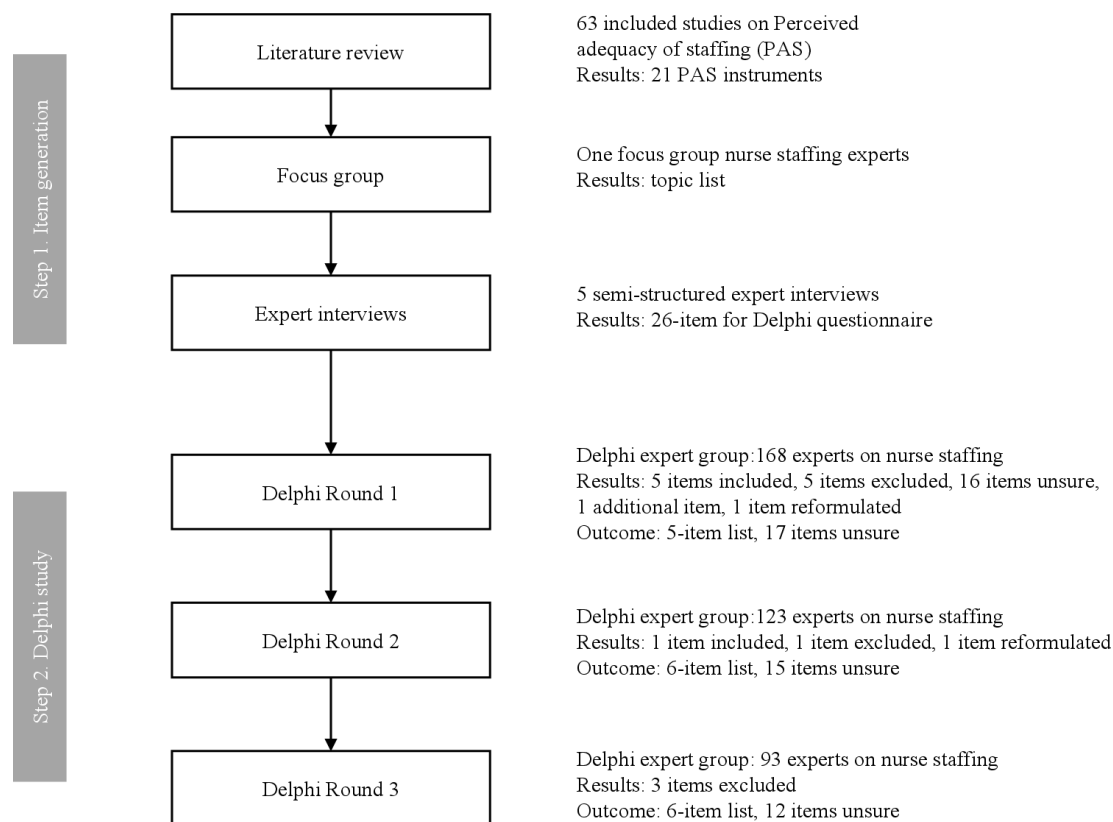 Step 1. Item generation
Literature review
63 included studies on Perceived
adequacy of staffing (PAS)
Results: 21 PAS instruments
Focus group
One focus group nurse staffing experts
Results: topic list
Expert interviews
5 semi-structured expert interviews
Results: 26-item for Delphi questionnaire
Step 2. Delphi study
Delphi Round 1
Delphi expert group:168 experts on nurse staffing
Results: 5 items included, 5 items excluded, 16 items unsure,
1 additional item, 1 item reformulated
Outcome: 5-item list, 17 items unsure
Delphi Round 2
Delphi expert group:123 experts on nurse staffing
Results: 1 item included, 1 item excluded, 1 item reformulated
Outcome: 6-item list, 15 items unsure
Delphi Round 3
Delphi expert group: 93 experts on nurse staffing
Results: 3 items excluded
Outcome: 6-item list, 12 items unsure